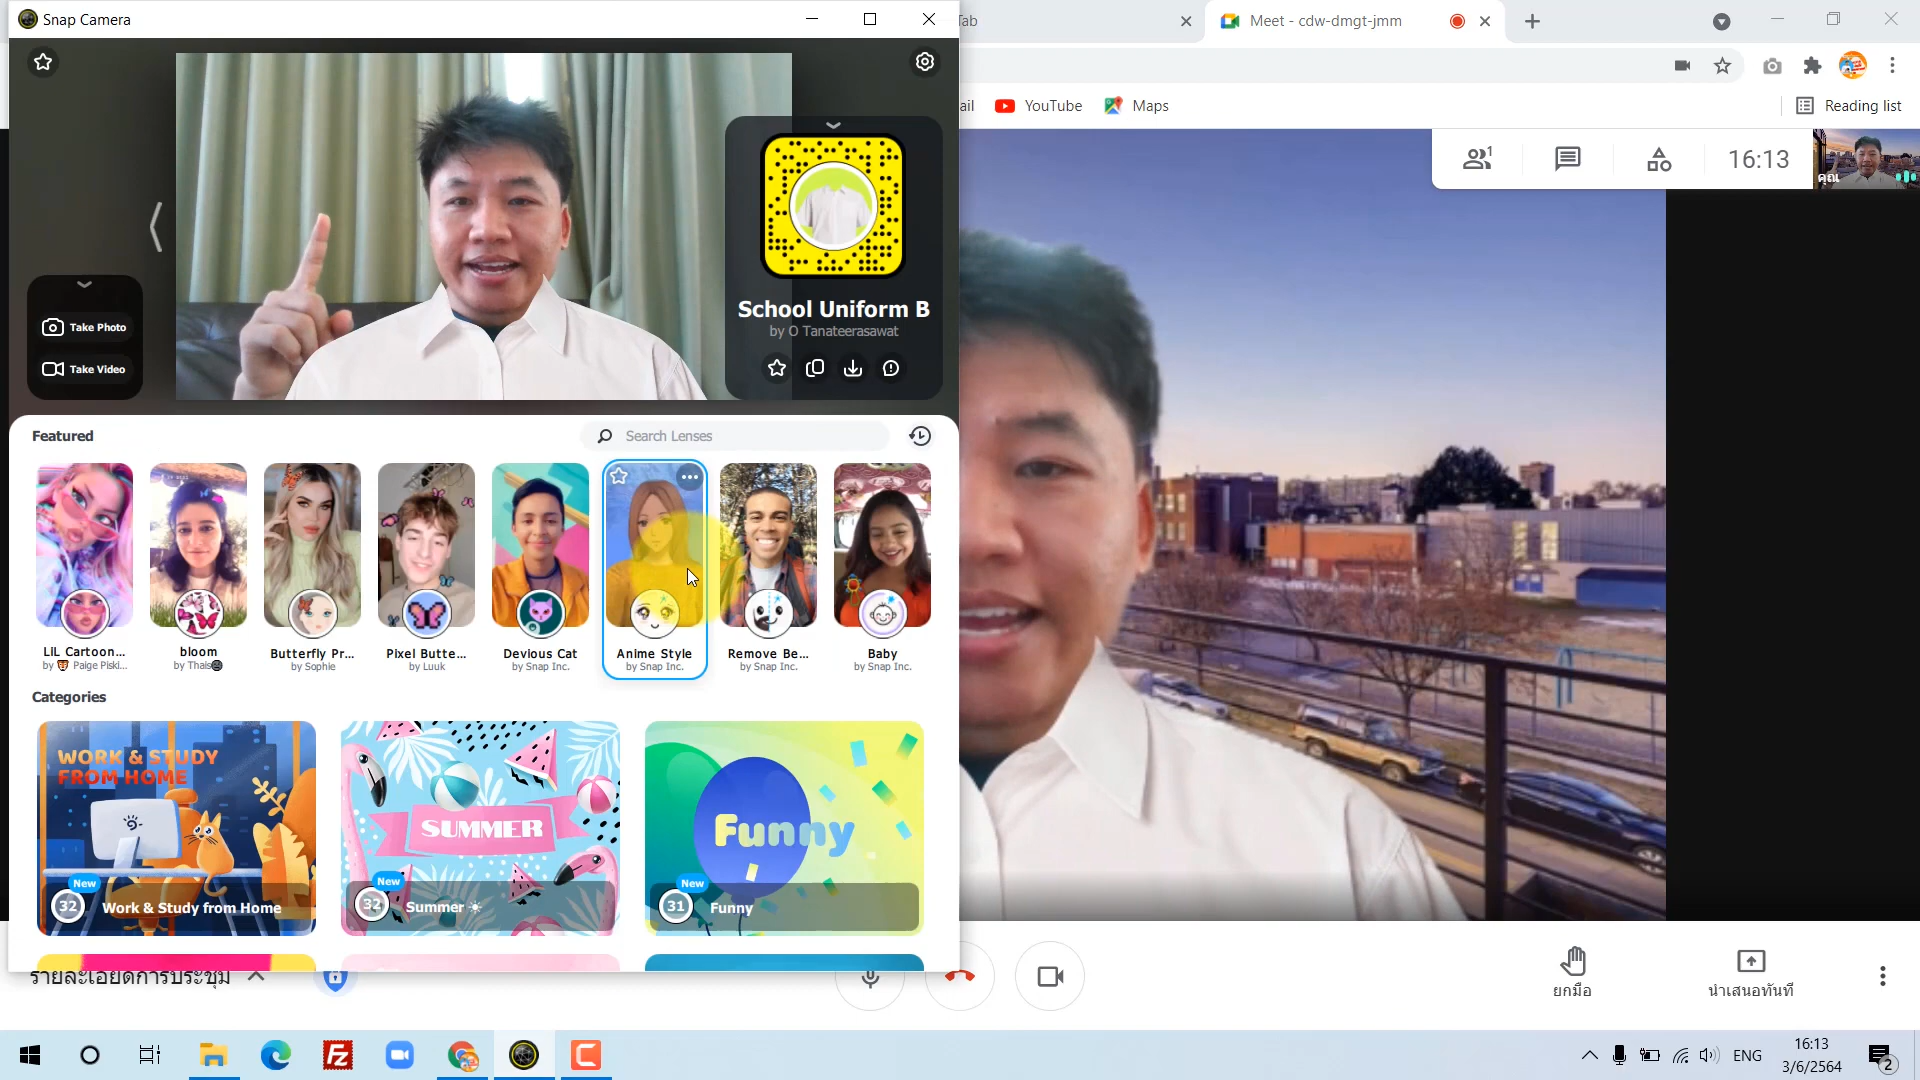 Snap Camera
Tab
Meet - cdw-dmgt-jmm
YouTube
Maps
Reading list
16:13
คุณ
Take Photo
Take Video
School Uniform B
by O Tanateerasawat
Featured
Search Lenses
LiL Cartoon...
by 🐯 Paige Piski...
bloom
by Thais
Butterfly Pr...
by Sophie
Pixel Butte...
by Luuk
Devious Cat
by Snap Inc.
Anime Style
by Snap Inc.
Remove Be...
by Snap Inc.
Baby
by Snap Inc.
Categories
WORK & STUDY
FROM HOME
New
32
Work & Study from Home
SUMMER
New
32
Summer ☀
Funny
New
31
Funny
รายละเอียดการประชุม
ยกมือ
นำเสนอทันที
ENG
16:13
3/6/2564
2